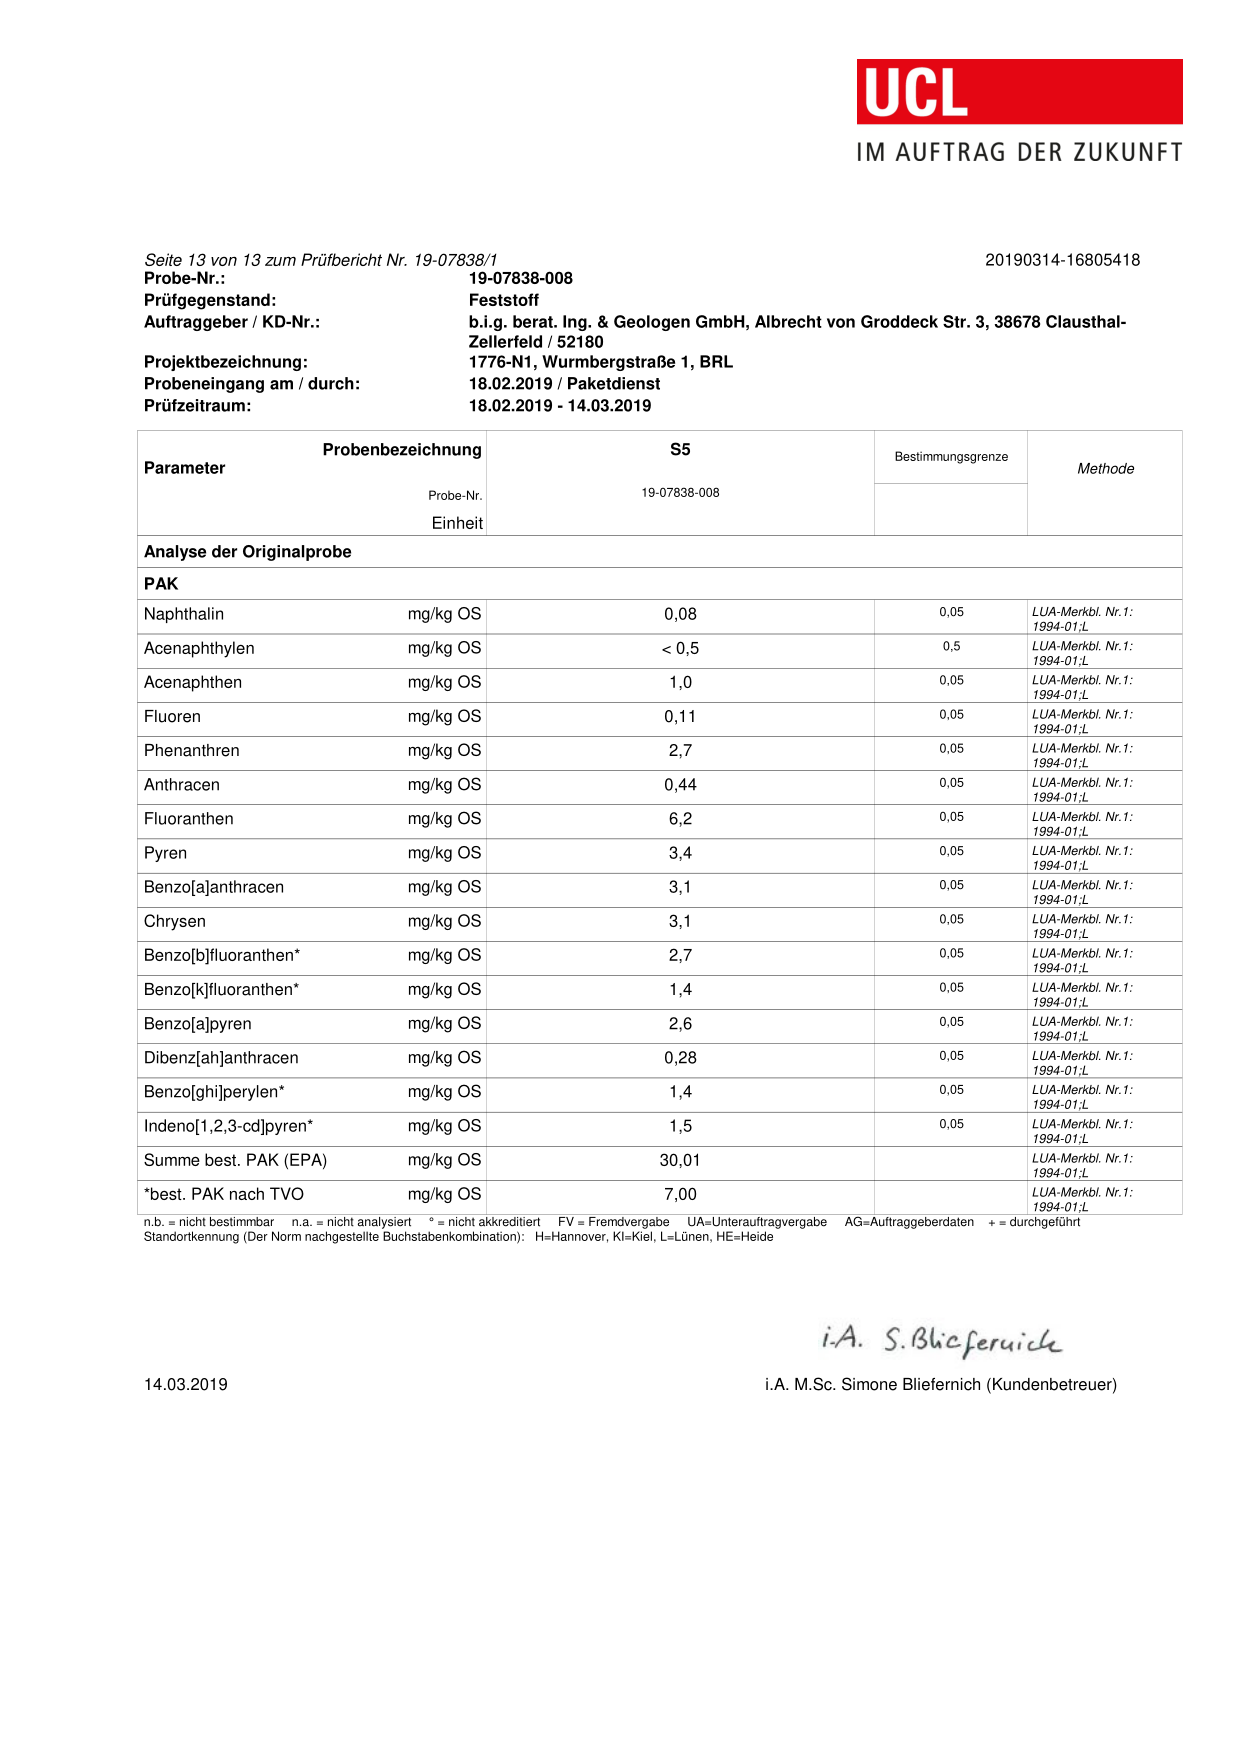 UCL
IM AUFTRAG DER ZUKUNFT
Seite 13 von 13 zum Prüfbericht Nr. 19-07838/1 20190314-16805418
Probe-Nr.: 19-07838-008
Prüfgegenstand: Feststoff
Auftraggeber / KD-Nr.: b.i.g. berat. Ing. & Geologen GmbH, Albrecht von Groddeck Str. 3, 38678 Clausthal-
Zellerfeld / 52180
Projektbezeichnung: 1776-N1, Wurmbergstraße 1, BRL
Probeneingang am / durch: 18.02.2019 / Paketdienst
Prüfzeitraum: 18.02.2019 - 14.03.2019
Probenbezeichnung S5 Bestimmungsgrenze
Parameter Methode
Probe-Nr. 19-07838-008
Einheit
Analyse der Originalprobe
PAK
Naphthalin mg/kg OS 0,08 0,05 LUA-Merkbl. Nr.1:
1994-01;L
Acenaphthylen mg/kg OS < 0,5 0,5 LUA-Merkbl. Nr.1:
1994-01;L
Acenaphthen mg/kg OS 1,0 0,05 LUA-Merkbl. Nr.1:
1994-01;L
Fluoren mg/kg OS 0,11 0,05 LUA-Merkbl. Nr.1:
1994-01;L
Phenanthren mg/kg OS 2,7 0,05 LUA-Merkbl. Nr.1:
1994-01;L
Anthracen mg/kg OS 0,44 0,05 LUA-Merkbl. Nr.1:
1994-01;L
Fluoranthen mg/kg OS 6,2 0,05 LUA-Merkbl. Nr.1:
1994-01;L
Pyren mg/kg OS 3,4 0,05 LUA-Merkbl. Nr.1:
1994-01;L
Benzo[a]anthracen mg/kg OS 3,1 0,05 LUA-Merkbl. Nr.1:
1994-01;L
Chrysen mg/kg OS 3,1 0,05 LUA-Merkbl. Nr.1:
1994-01;L
Benzo[b]fluoranthen* mg/kg OS 2,7 0,05 LUA-Merkbl. Nr.1:
1994-01;L
Benzo[k]fluoranthen* mg/kg OS 1,4 0,05 LUA-Merkbl. Nr.1:
1994-01;L
Benzo[a]pyren mg/kg OS 2,6 0,05 LUA-Merkbl. Nr.1:
1994-01;L
Dibenz[ah]anthracen mg/kg OS 0,28 0,05 LUA-Merkbl. Nr.1:
1994-01;L
Benzo[ghi]perylen* mg/kg OS 1,4 0,05 LUA-Merkbl. Nr.1:
1994-01;L
Indeno[1,2,3-cd]pyren* mg/kg OS 1,5 0,05 LUA-Merkbl. Nr.1:
1994-01;L
Summe best. PAK (EPA) mg/kg OS 30,01 LUA-Merkbl. Nr.1:
1994-01;L
*best. PAK nach TVO mg/kg OS 7,00 LUA-Merkbl. Nr.1:
1994-01;L
n.b. = nicht bestimmbar n.a. = nicht analysiert ° = nicht akkreditiert FV = Fremdvergabe UA=Unterauftragvergabe AG=Auftraggeberdaten + = durchgeführt
Standortkennung (Der Norm nachgestellte Buchstabenkombination): H=Hannover, KI=Kiel, L=Lünen, HE=Heide
i.A. S.Bliefernich
14.03.2019 i.A. M.Sc. Simone Bliefernich (Kundenbetreuer)